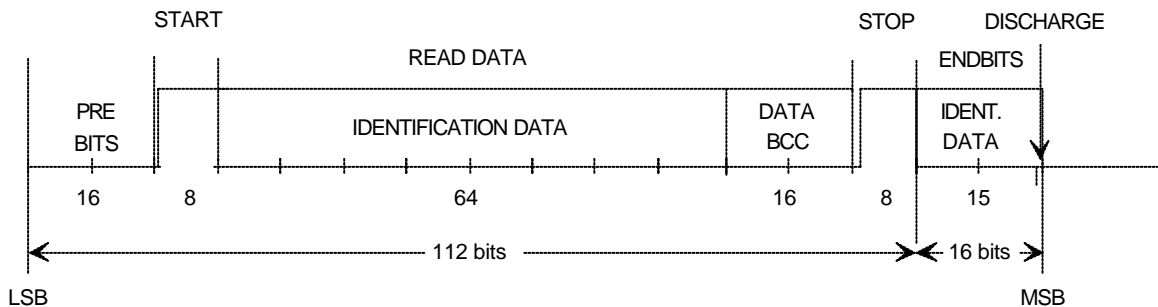 START STOP DISCHARGE
READ DATA ENDBITS
PRE BITS IDENTIFICATION DATA DATA BCC IDENT. DATA
16 8 64 16 8 15
112 bits 16 bits
LSB MSB